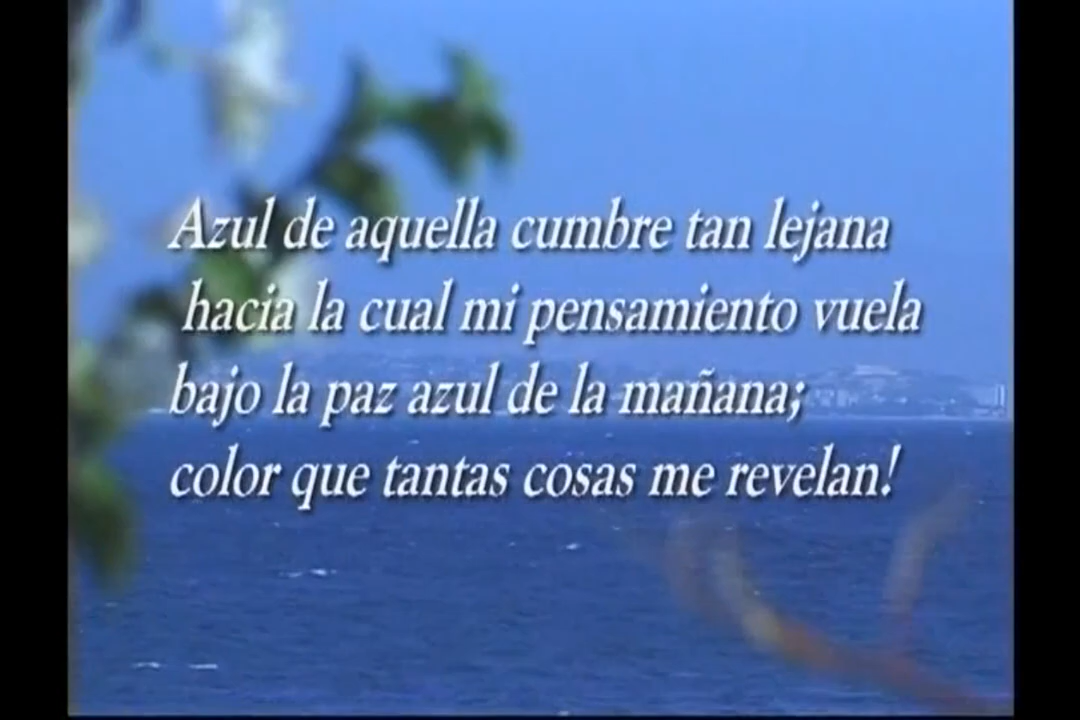 Azul de aquella cumbre tan lejana
hacia la cual mi pensamiento vuela
bajo la paz azul de la mañana;
color que tantas cosas me revelan!